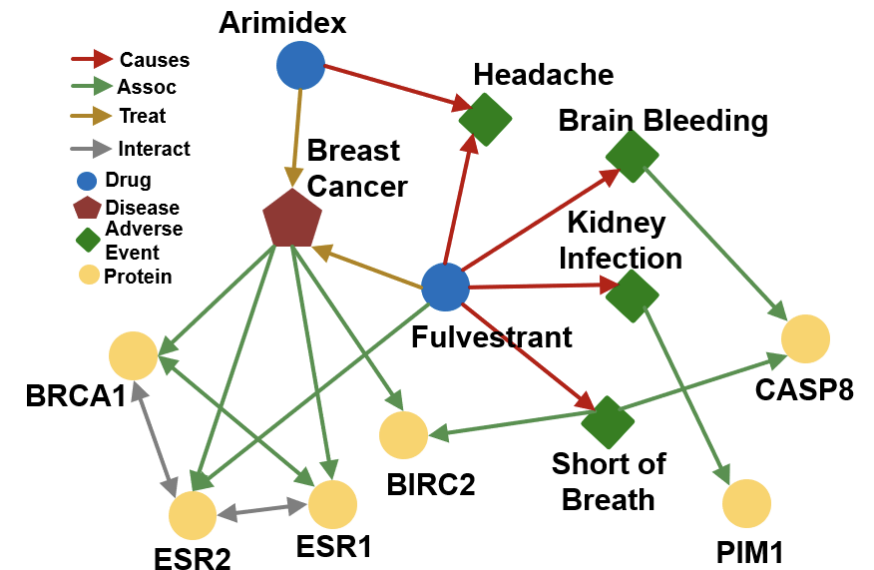 Arimidex
Causes
Assoc
Treat
Interact
Drug
Disease
Adverse
Event
Protein
Headache
Brain Bleeding
Breast
Cancer
Kidney
Infection
Fulvestrant
BRCA1
CASP8
BIRC2
Short of
Breath
ESR2
ESR1
PIM1